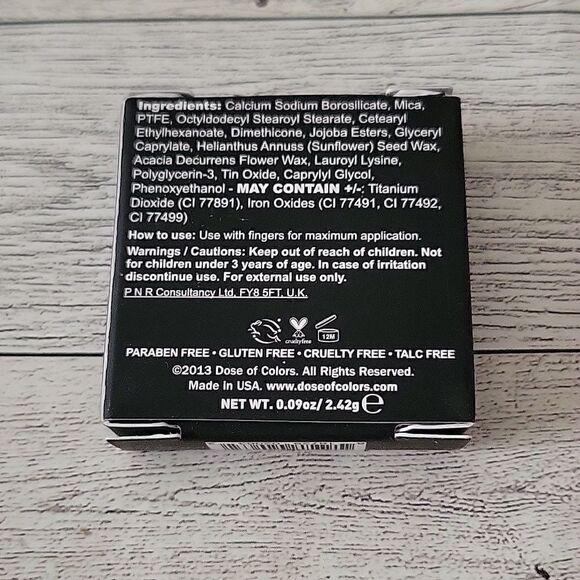 Ingredients: Calcium Sodium Borosilicate, Mica,
PTFE, Octyldodecyl Stearoyl Stearate, Cetearyl
Ethylhexanoate, Dimethicone, Jojoba Esters, Glyceryl
Caprylate, Helianthus Annuss (Sunflower) Seed Wax,
Acacia Decurrens Flower Wax, Lauroyl Lysine,
Polyglycerin-3, Tin Oxide, Caprylyl Glycol,
Phenoxyethanol - MAY CONTAIN +/-: Titanium
Dioxide (CI 77891), Iron Oxides (CI 77491, CI 77492,
CI 77499)
How to use: Use with fingers for maximum application.
Warnings / Cautions: Keep out of reach of children. Not
for children under 3 years of age. In case of irritation
discontinue use. For external use only.
P N R Consultancy Ltd, FY8 5FT. U.K.
crueltyfree 12M
PARABEN FREE • GLUTEN FREE • CRUELTY FREE • TALC FREE
©2013 Dose of Colors. All Rights Reserved.
Made in USA. www.doseofcolors.com
NET WT. 0.09oz/ 2.42g e